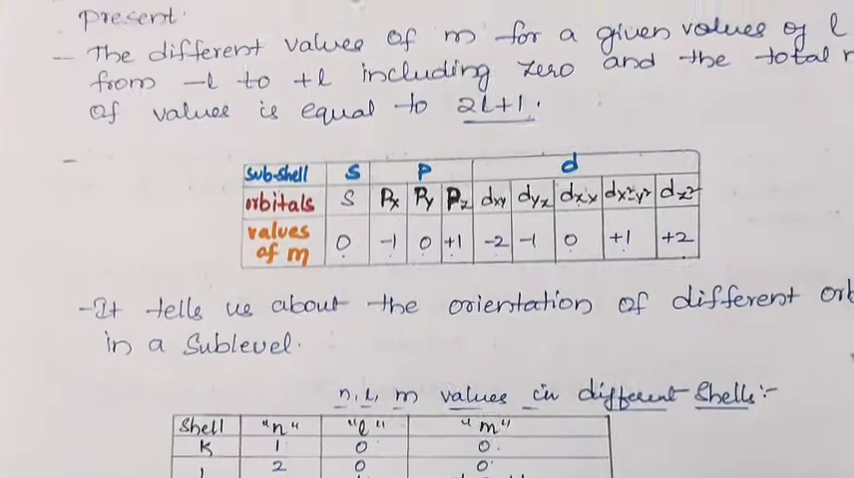 present.
- The different values of m for a given values of l
from -l to +l including zero and the total
of values is equal to 2l+1.
-
Sub-shell S P d
orbitals S Px Py Pz dxy dyz dzx dx²-y² dz²
values of m 0 -1 0 +1 -2 -1 0 +1 +2
- It tells us about the orientation of different orb
in a Sublevel.
n, l, m values in different Shells:-
Shell "n" "l" "m"
K 1 0 0.
2 0 0